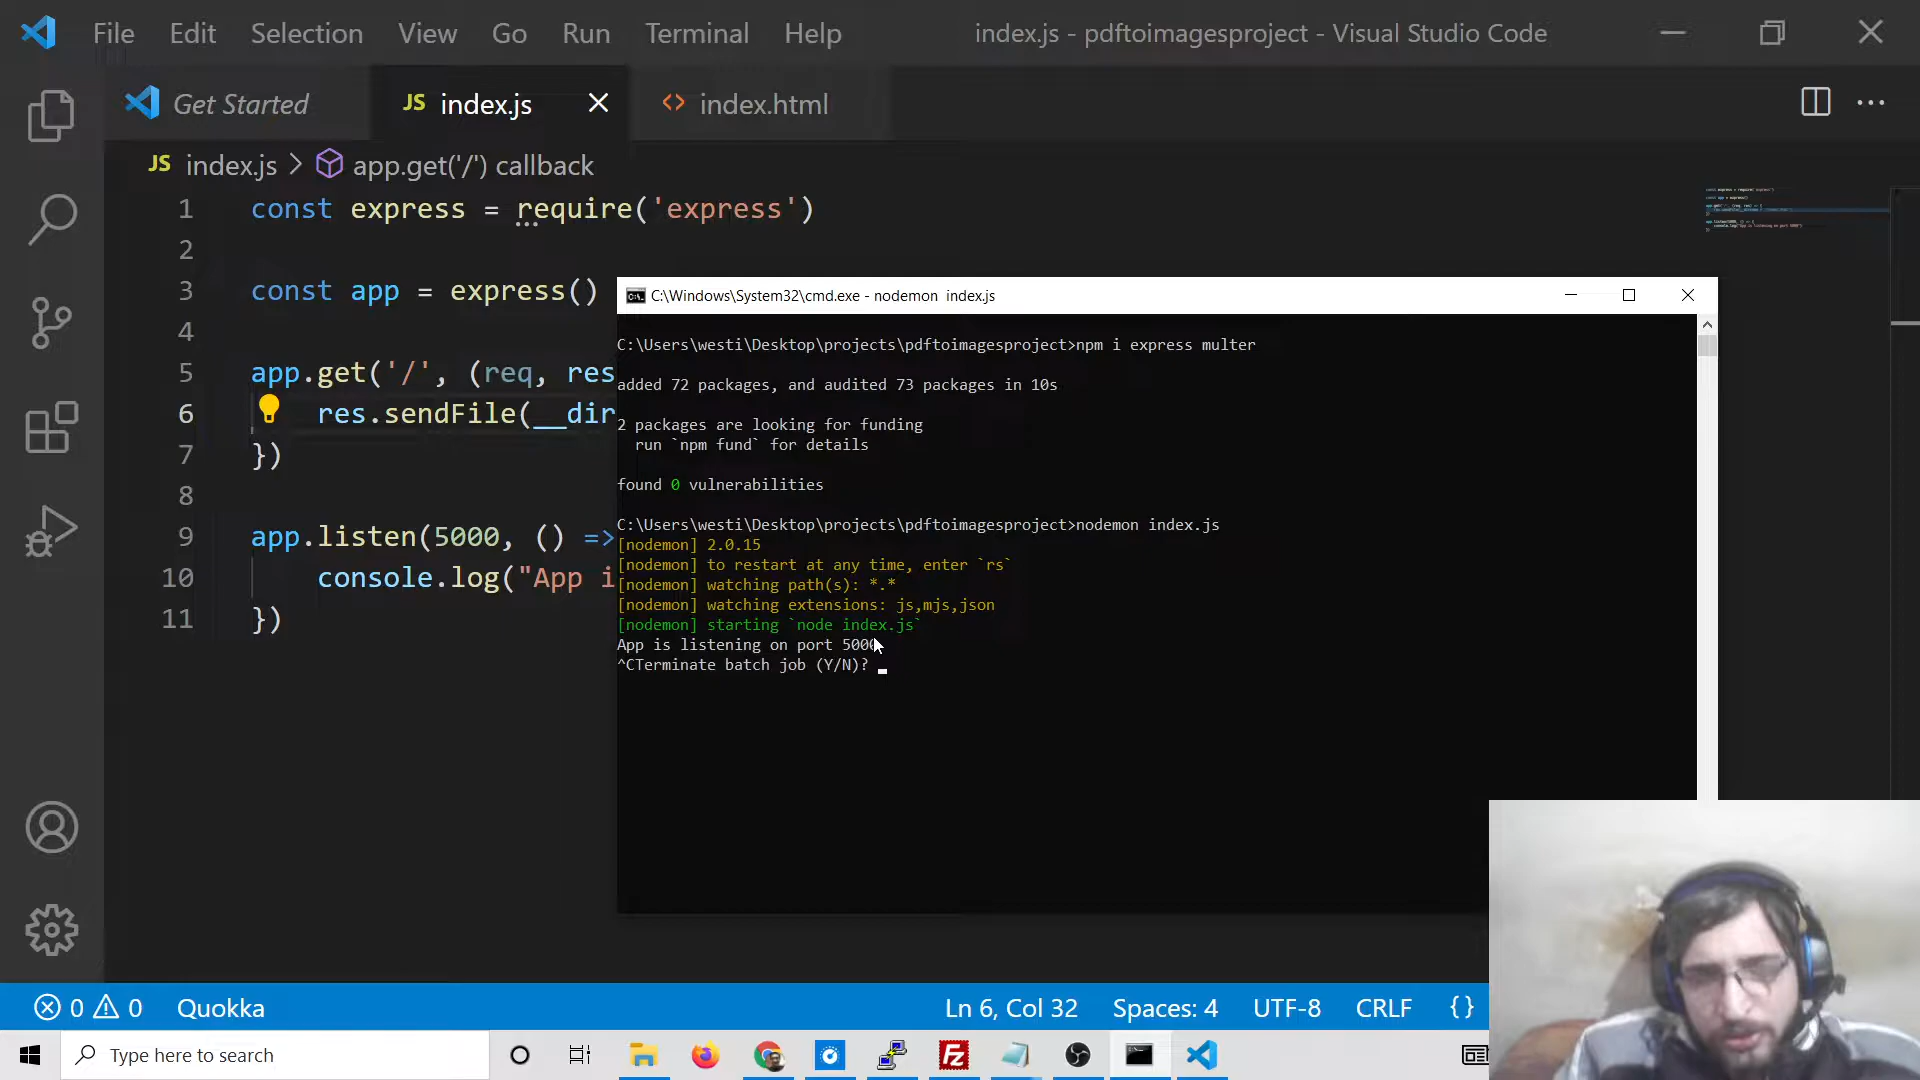 File Edit Selection View Go Run Terminal Help index.js - pdftoimagesproject - Visual Studio Code
Get Started JS index.js index.html
JS index.js > app.get('/') callback
1 const express = require('express')
2
3 const app = express()
4
5 app.get('/', (req, res
6 res.sendFile(__dir
7 })
8
9 app.listen(5000, () =>
10 console.log("App i
11 })
C:\Windows\System32\cmd.exe - nodemon index.js
C:\Users\westi\Desktop\projects\pdftoimagesproject>npm i express multer
added 72 packages, and audited 73 packages in 10s
2 packages are looking for funding
run `npm fund` for details
found 0 vulnerabilities
C:\Users\westi\Desktop\projects\pdftoimagesproject>nodemon index.js
[nodemon] 2.0.15
[nodemon] to restart at any time, enter `rs`
[nodemon] watching path(s): *.*
[nodemon] watching extensions: js,mjs,json
[nodemon] starting `node index.js`
App is listening on port 5000
^CTerminate batch job (Y/N)?
0 0 Quokka Ln 6, Col 32 Spaces: 4 UTF-8 CRLF {}
Type here to search